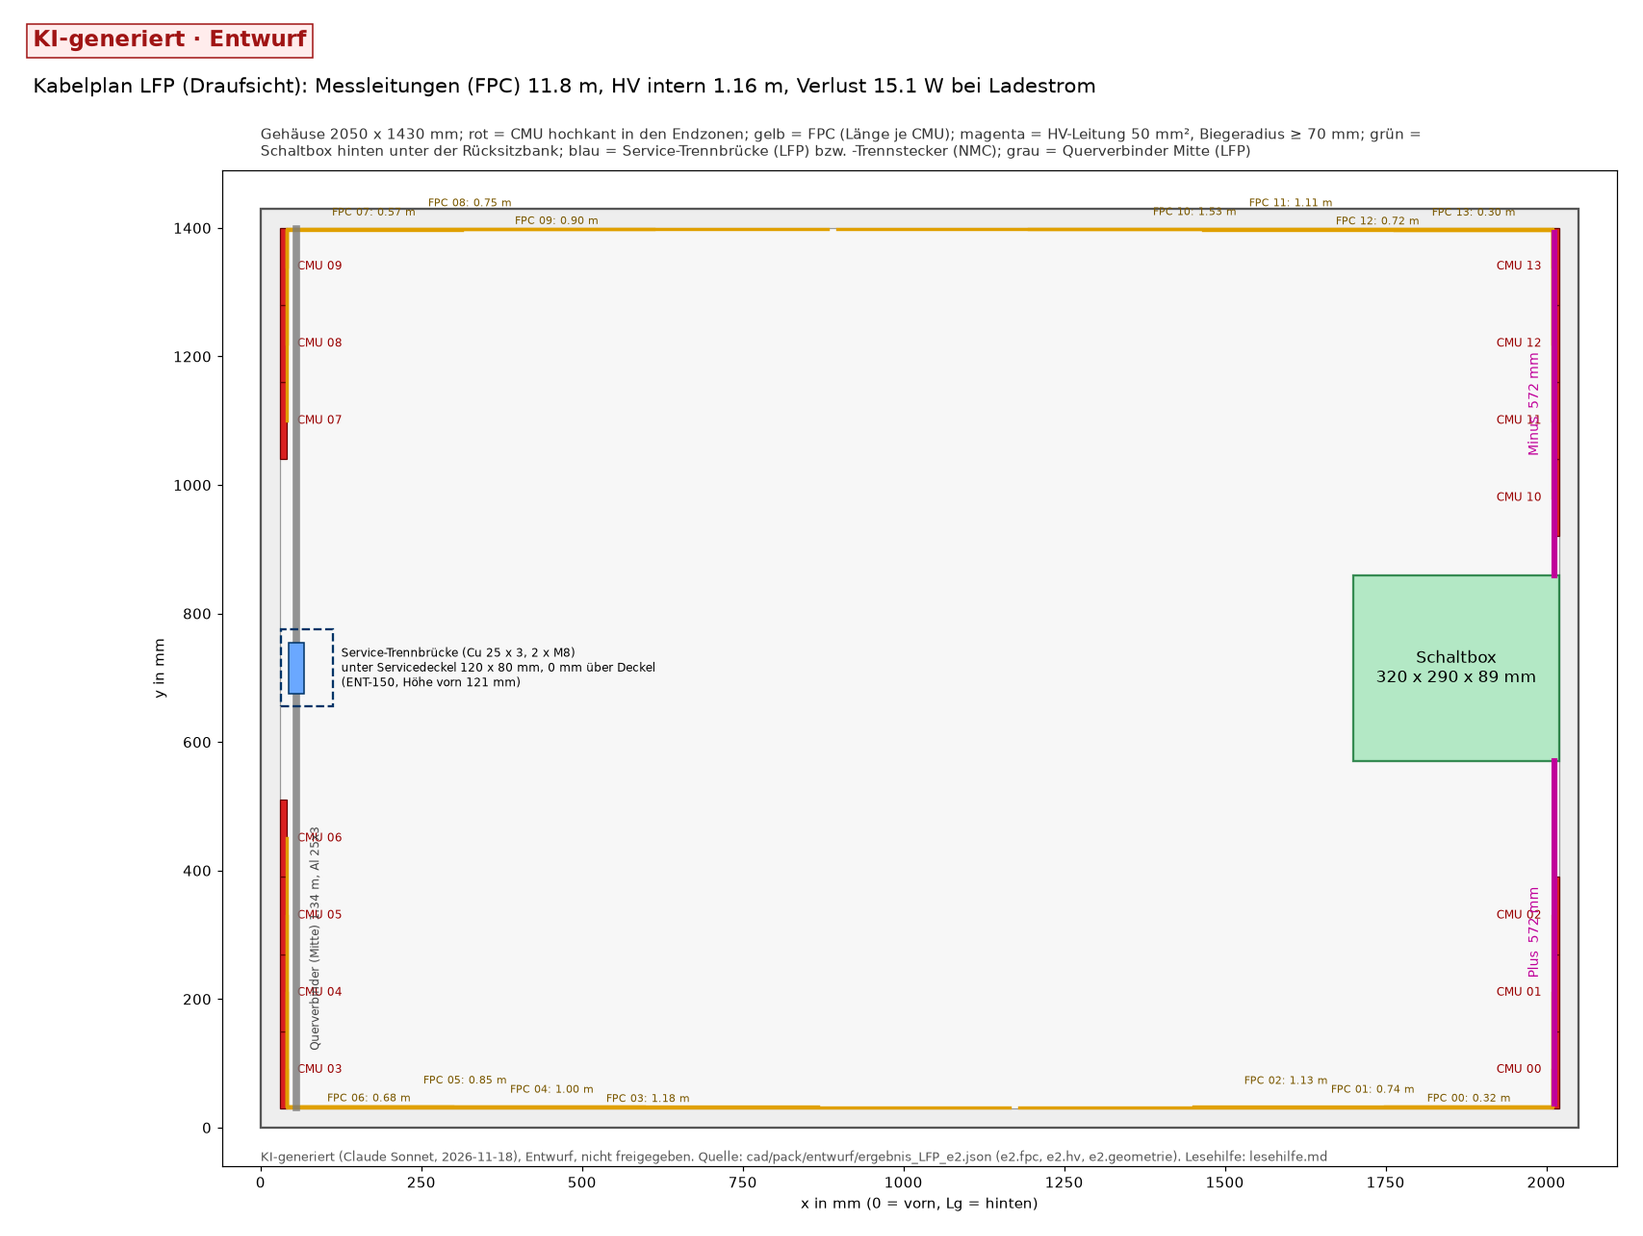 KI-generiert · Entwurf
Kabelplan LFP (Draufsicht): Messleitungen (FPC) 11.8 m, HV intern 1.16 m, Verlust 15.1 W bei Ladestrom
Gehäuse 2050 x 1430 mm; rot = CMU hochkant in den Endzonen; gelb = FPC (Länge je CMU); magenta = HV-Leitung 50 mm², Biegeradius ≥ 70 mm; grün =
Schaltbox hinten unter der Rücksitzbank; blau = Service-Trennbrücke (LFP) bzw. -Trennstecker (NMC); grau = Querverbinder Mitte (LFP)
FPC 07: 0.57 m
FPC 08: 0.75 m
FPC 09: 0.90 m
FPC 10: 1.53 m
FPC 11: 1.11 m
FPC 12: 0.72 m
FPC 13: 0.30 m
1400
1200
1000
800
600
400
200
0
y in mm
CMU 09
CMU 08
CMU 07
CMU 13
CMU 12
CMU 11
CMU 10
Minus 572 mm
Service-Trennbrücke (Cu 25 x 3, 2 x M8)
unter Servicedeckel 120 x 80 mm, 0 mm über Deckel
(ENT-150, Höhe vorn 121 mm)
Schaltbox
320 x 290 x 89 mm
CMU 06
CMU 05
CMU 04
CMU 03
Querverbinder (Mitte) 1.34 m, Al 25x3
CMU 02
CMU 01
CMU 00
Plus 572 mm
FPC 06: 0.68 m
FPC 05: 0.85 m
FPC 04: 1.00 m
FPC 03: 1.18 m
FPC 02: 1.13 m
FPC 01: 0.74 m
FPC 00: 0.32 m
KI-generiert (Claude Sonnet, 2026-11-18), Entwurf, nicht freigegeben. Quelle: cad/pack/entwurf/ergebnis_LFP_e2.json (e2.fpc, e2.hv, e2.geometrie). Lesehilfe: lesehilfe.md
0
250
500
750
1000
1250
1500
1750
2000
x in mm (0 = vorn, Lg = hinten)